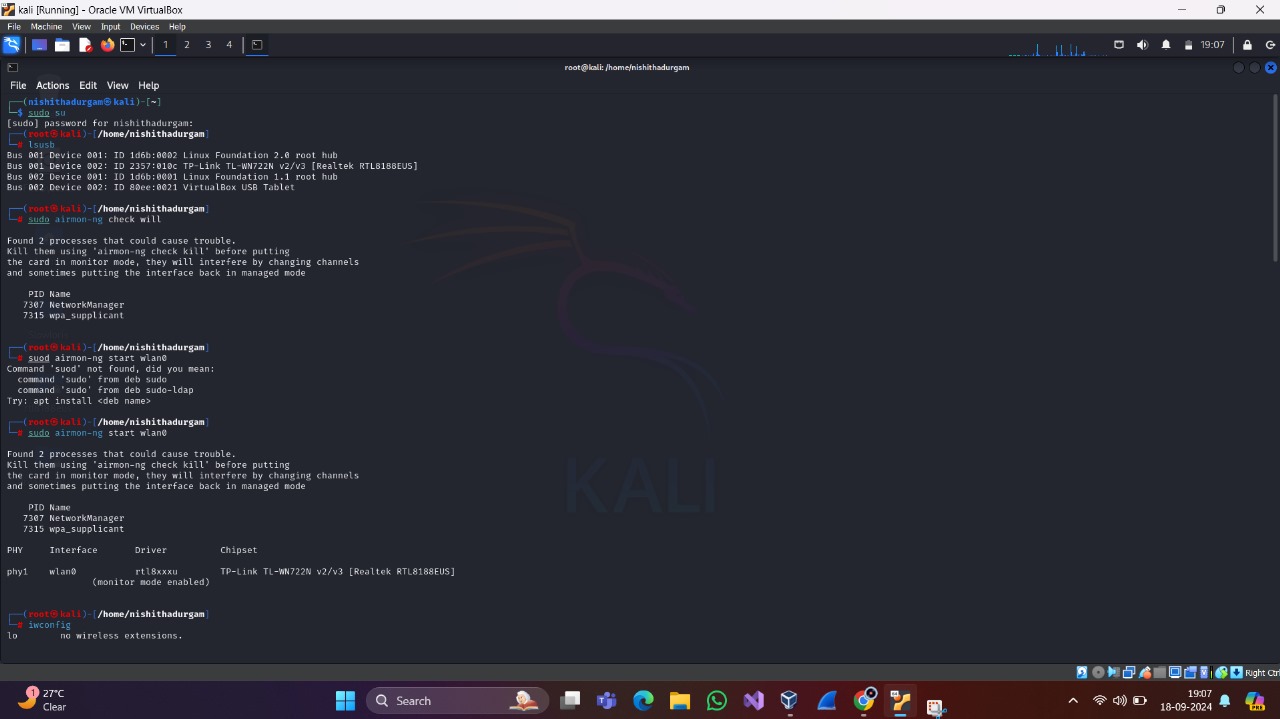 kali [Running] - Oracle VM VirtualBox
File Machine View Input Devices Help
1 2 3 4 19:07
root@kali: /home/nishithadurgam
File Actions Edit View Help
┌──(nishithadurgam㉿kali)-[~]
└─$ sudo su
[sudo] password for nishithadurgam:
┌──(root㉿kali)-[/home/nishithadurgam]
└─# lsusb
Bus 001 Device 001: ID 1d6b:0002 Linux Foundation 2.0 root hub
Bus 001 Device 002: ID 2357:010c TP-Link TL-WN722N v2/v3 [Realtek RTL8188EUS]
Bus 002 Device 001: ID 1d6b:0001 Linux Foundation 1.1 root hub
Bus 002 Device 002: ID 80ee:0021 VirtualBox USB Tablet
┌──(root㉿kali)-[/home/nishithadurgam]
└─# sudo airmon-ng check will
Found 2 processes that could cause trouble.
Kill them using 'airmon-ng check kill' before putting
the card in monitor mode, they will interfere by changing channels
and sometimes putting the interface back in managed mode
PID Name
7307 NetworkManager
7315 wpa_supplicant
┌──(root㉿kali)-[/home/nishithadurgam]
└─# suod airmon-ng start wlan0
Command 'suod' not found, did you mean:
command 'sudo' from deb sudo
command 'sudo' from deb sudo-ldap
Try: apt install <deb name>
┌──(root㉿kali)-[/home/nishithadurgam]
└─# sudo airmon-ng start wlan0
Found 2 processes that could cause trouble.
Kill them using 'airmon-ng check kill' before putting
the card in monitor mode, they will interfere by changing channels
and sometimes putting the interface back in managed mode
PID Name
7307 NetworkManager
7315 wpa_supplicant
PHY Interface Driver Chipset
phy1 wlan0 rtl8xxxu TP-Link TL-WN722N v2/v3 [Realtek RTL8188EUS]
(monitor mode enabled)
┌──(root㉿kali)-[/home/nishithadurgam]
└─# iwconfig
lo no wireless extensions.
KALI
Right Ctrl
1 27°C
Clear
Search
19:07
18-09-2024